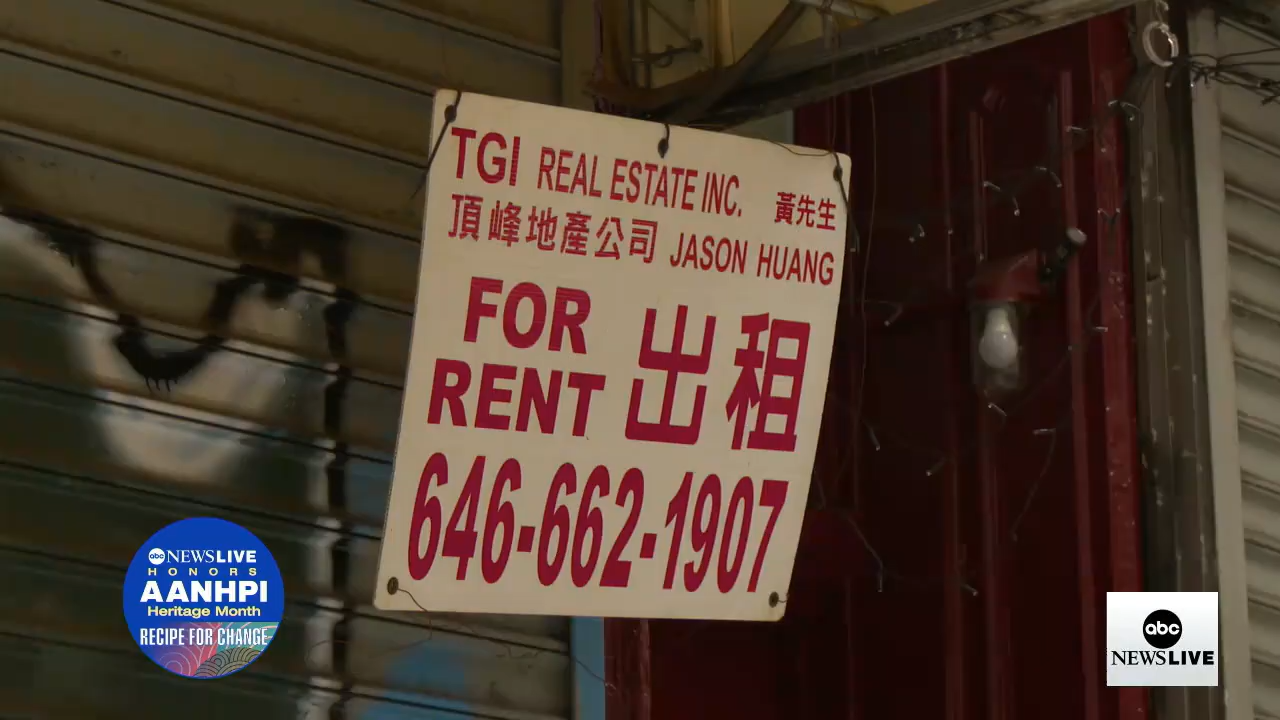 TGI REAL ESTATE INC. 黃先生
頂峰地產公司 JASON HUANG
FOR RENT 出租
646-662-1907
abc NEWS LIVE
HONORS
AANHPI
Heritage Month
RECIPE FOR CHANGE
abc
NEWS LIVE